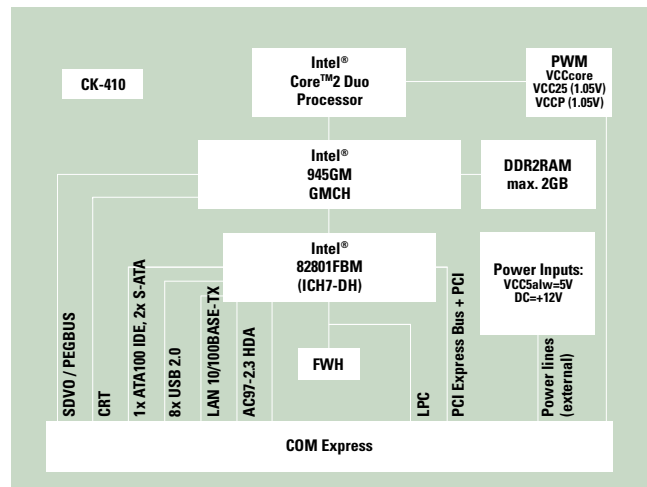 CK-410
Intel®
Core™2 Duo
Processor
PWM
VCCcore
VCC25 (1.05V)
VCCP (1.05V)
Intel®
945GM
GMCH
DDR2RAM
max. 2GB
Intel®
82801FBM
(ICH7-DH)
Power Inputs:
VCC5alw=5V
DC=+12V
FWH
SDVO / PEGBUS
CRT
1x ATA100 IDE, 2x S-ATA
8x USB 2.0
LAN 10/100BASE-TX
AC97-2.3 HDA
LPC
PCI Express Bus + PCI
Power lines
(external)
COM Express